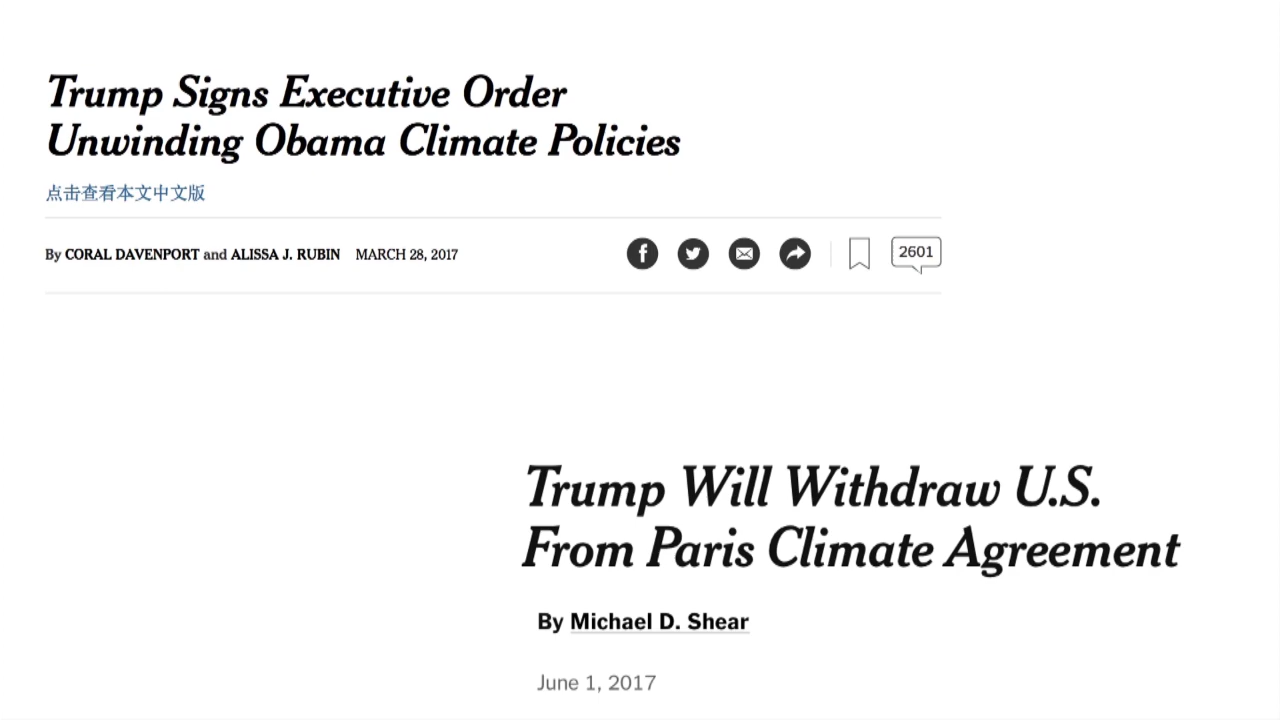 Trump Signs Executive Order
Unwinding Obama Climate Policies
点击查看本文中文版
By CORAL DAVENPORT and ALISSA J. RUBIN MARCH 28, 2017
2601
Trump Will Withdraw U.S.
From Paris Climate Agreement
By Michael D. Shear
June 1, 2017